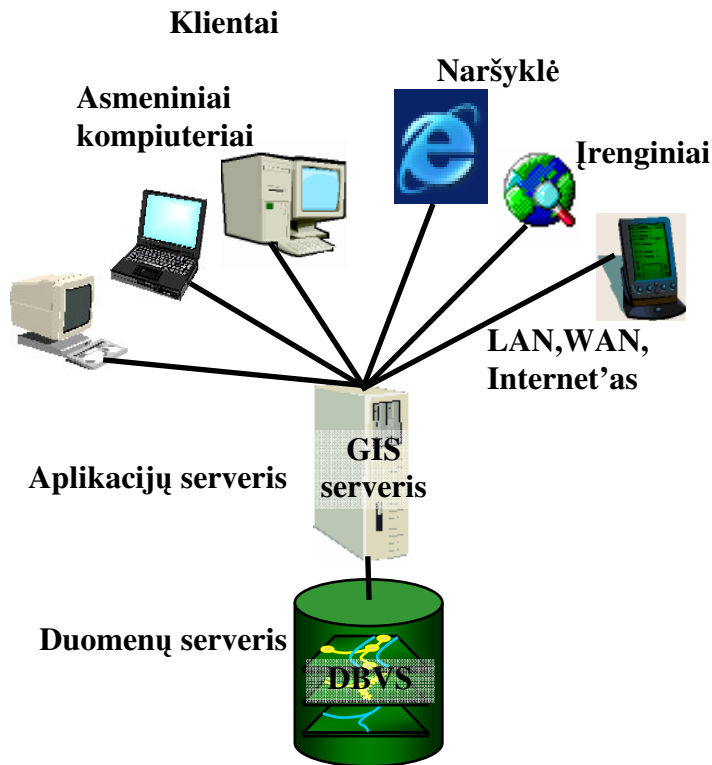 Klientai
Naršyklė
Asmeniniai
kompiuteriai
Įrenginiai
LAN,WAN,
Internet’as
GIS
serveris
Aplikacijų serveris
Duomenų serveris
DBVS